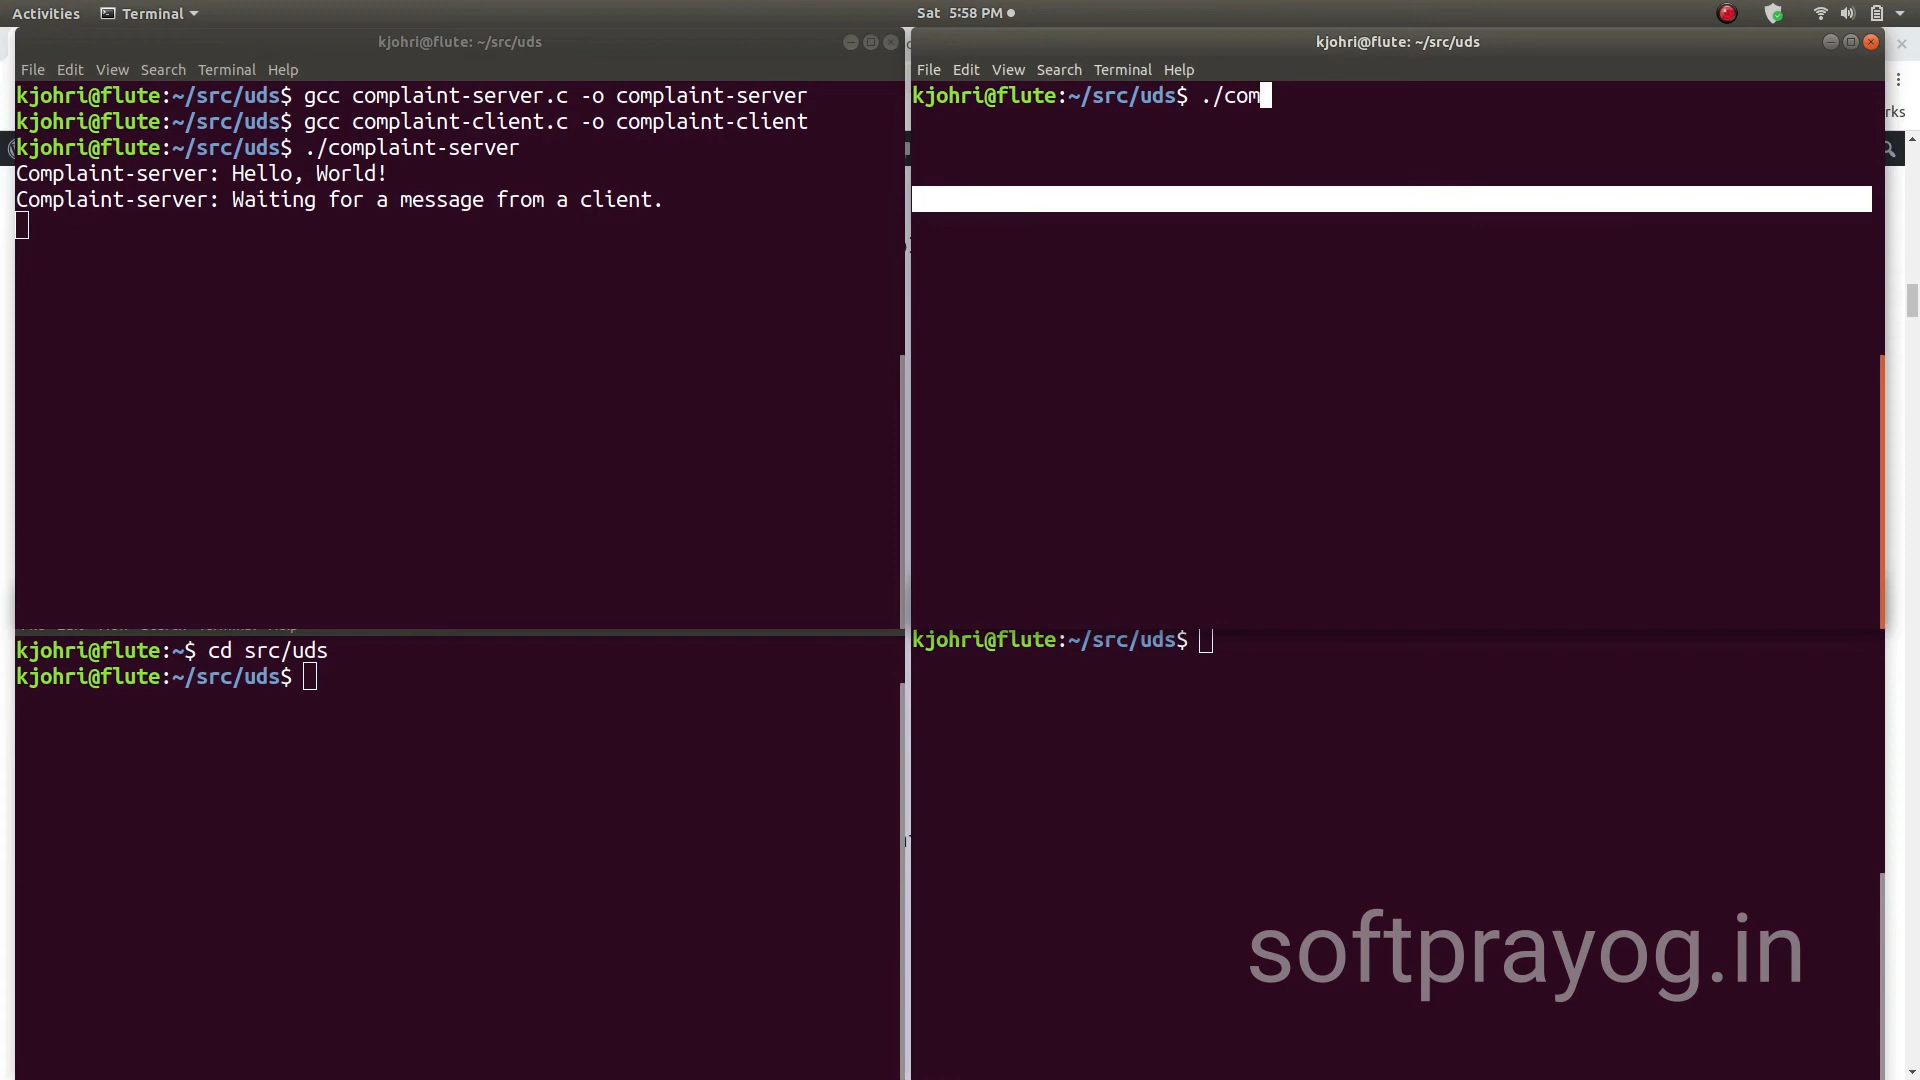 Activities Terminal Sat 5:58 PM
kjohri@flute: ~/src/uds
File Edit View Search Terminal Help
kjohri@flute:~/src/uds$ gcc complaint-server.c -o complaint-server
kjohri@flute:~/src/uds$ gcc complaint-client.c -o complaint-client
kjohri@flute:~/src/uds$ ./complaint-server
Complaint-server: Hello, World!
Complaint-server: Waiting for a message from a client.
kjohri@flute: ~/src/uds
File Edit View Search Terminal Help
kjohri@flute:~/src/uds$ ./com
rks
kjohri@flute:~$ cd src/uds
kjohri@flute:~/src/uds$
kjohri@flute:~/src/uds$
softprayog.in